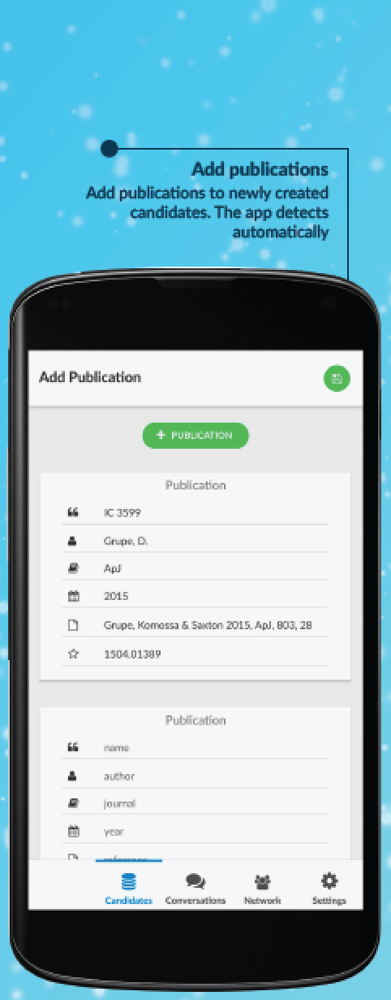 Add publications
Add publications to newly created
candidates. The app detects
automatically
Add Publication
PUBLICATION
Publication
IC 3599
Grupe, D.
ApJ
2015
Grupe, Komossa & Saxton 2015, ApJ, 803, 28
1504.01389
Publication
name
author
journal
year
reference
Candidates Conversations Network Settings